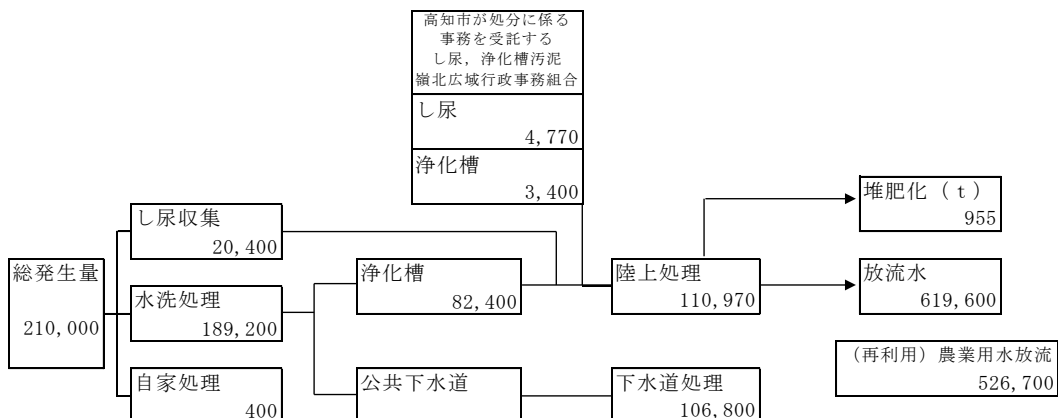 高知市が処分に係る
事務を受託する
し尿，浄化槽汚泥
嶺北広域行政事務組合
し尿
4,770
浄化槽
3,400
堆肥化（ｔ）
955
し尿収集
20,400
総発生量
210,000
水洗処理
189,200
浄化槽
82,400
陸上処理
110,970
放流水
619,600
（再利用）農業用水放流
526,700
自家処理
400
公共下水道
下水道処理
106,800